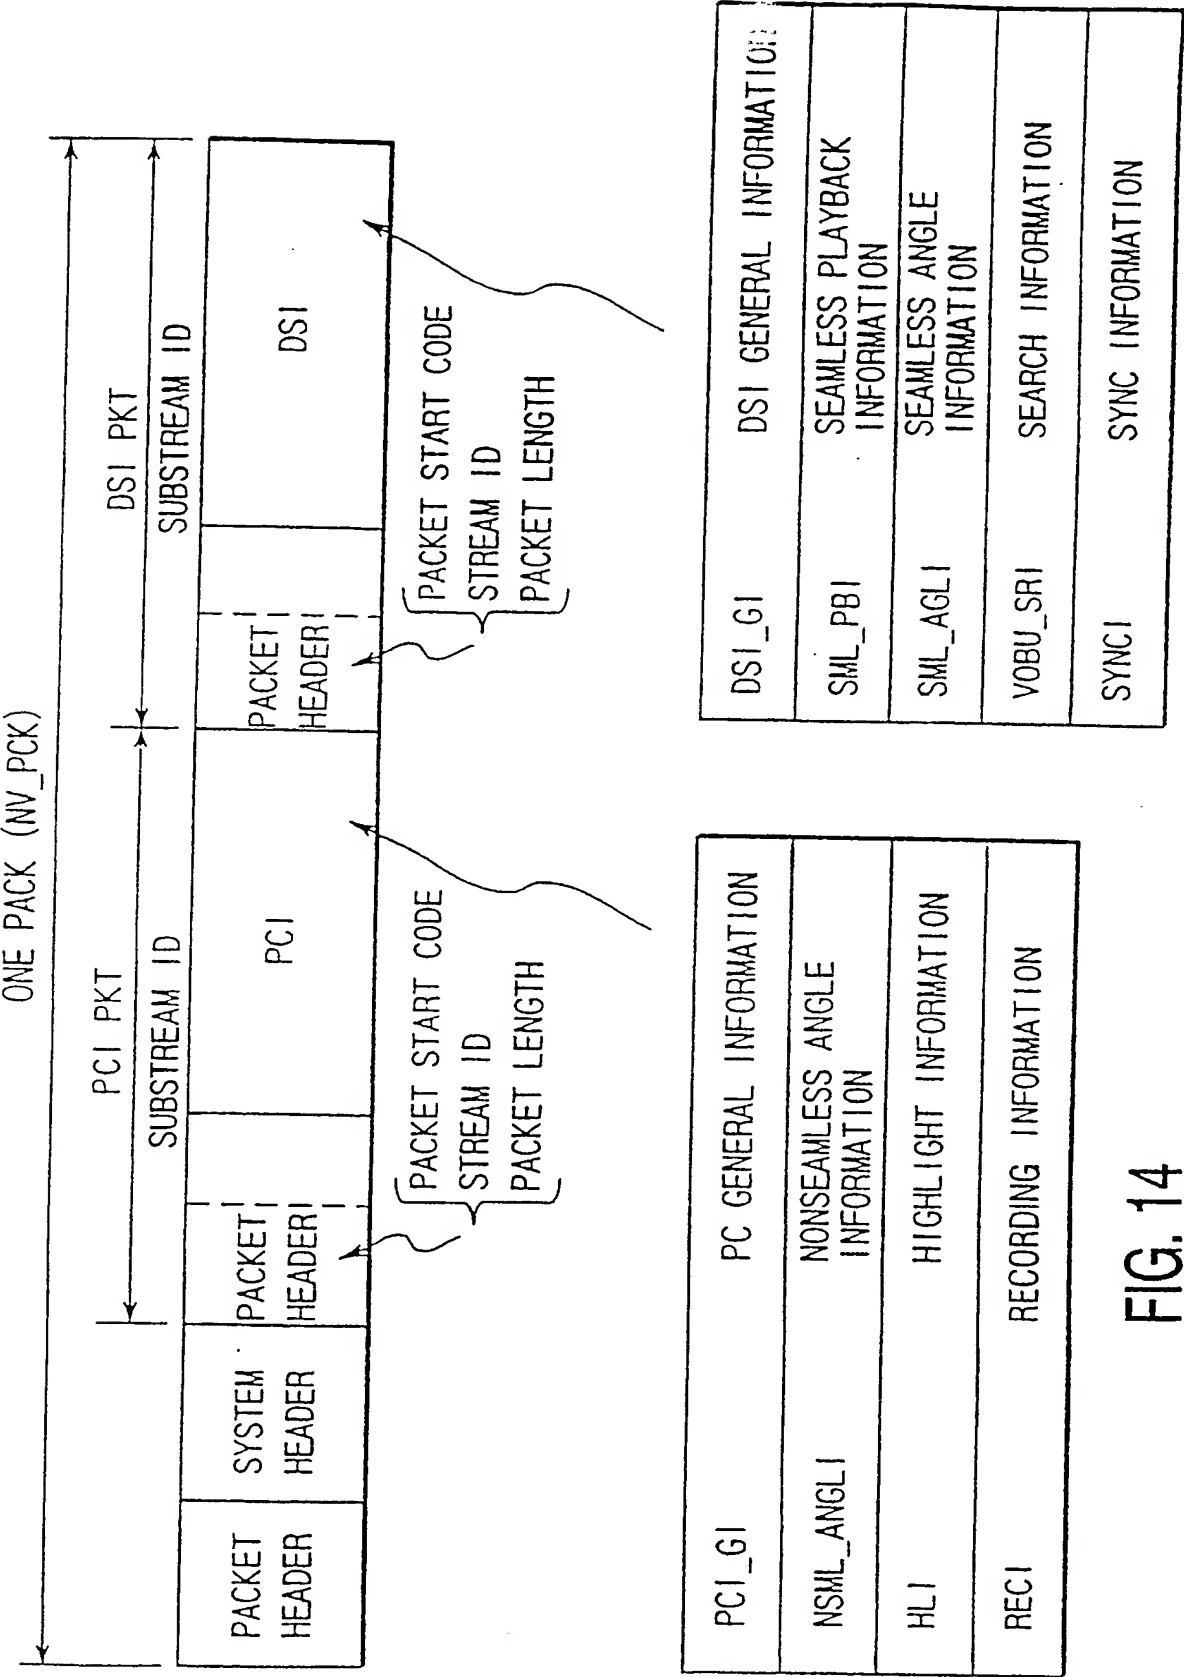 ONE PACK (NV_PCK)
PCI PKT
DSI PKT
SUBSTREAM ID
SUBSTREAM ID
PACKET
HEADER
SYSTEM
HEADER
PACKET
HEADER
PCI
PACKET
HEADER
DSI
PACKET START CODE
STREAM ID
PACKET LENGTH
PACKET START CODE
STREAM ID
PACKET LENGTH
PCI_GI PC GENERAL INFORMATION
NSML_ANGLI NONSEAMLESS ANGLE
INFORMATION
HLI HIGHLIGHT INFORMATION
RECI RECORDING INFORMATION
DSI_GI DSI GENERAL INFORMATION
SML_PBI SEAMLESS PLAYBACK
INFORMATION
SML_AGLI SEAMLESS ANGLE
INFORMATION
VOBU_SRI SEARCH INFORMATION
SYNCI SYNC INFORMATION
FIG. 14